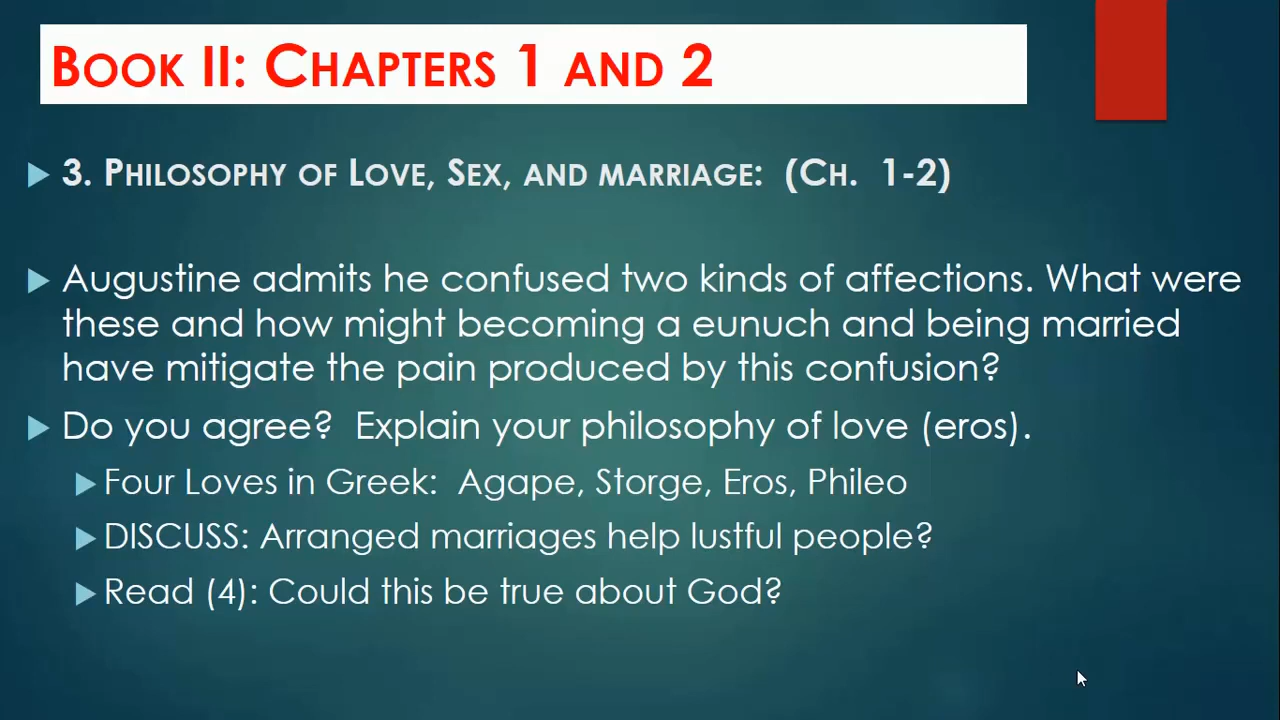 Book II: Chapters 1 and 2
3. Philosophy of Love, Sex, and marriage: (Ch. 1-2)
Augustine admits he confused two kinds of affections. What were
these and how might becoming a eunuch and being married
have mitigate the pain produced by this confusion?
Do you agree? Explain your philosophy of love (eros).
Four Loves in Greek: Agape, Storge, Eros, Phileo
DISCUSS: Arranged marriages help lustful people?
Read (4): Could this be true about God?